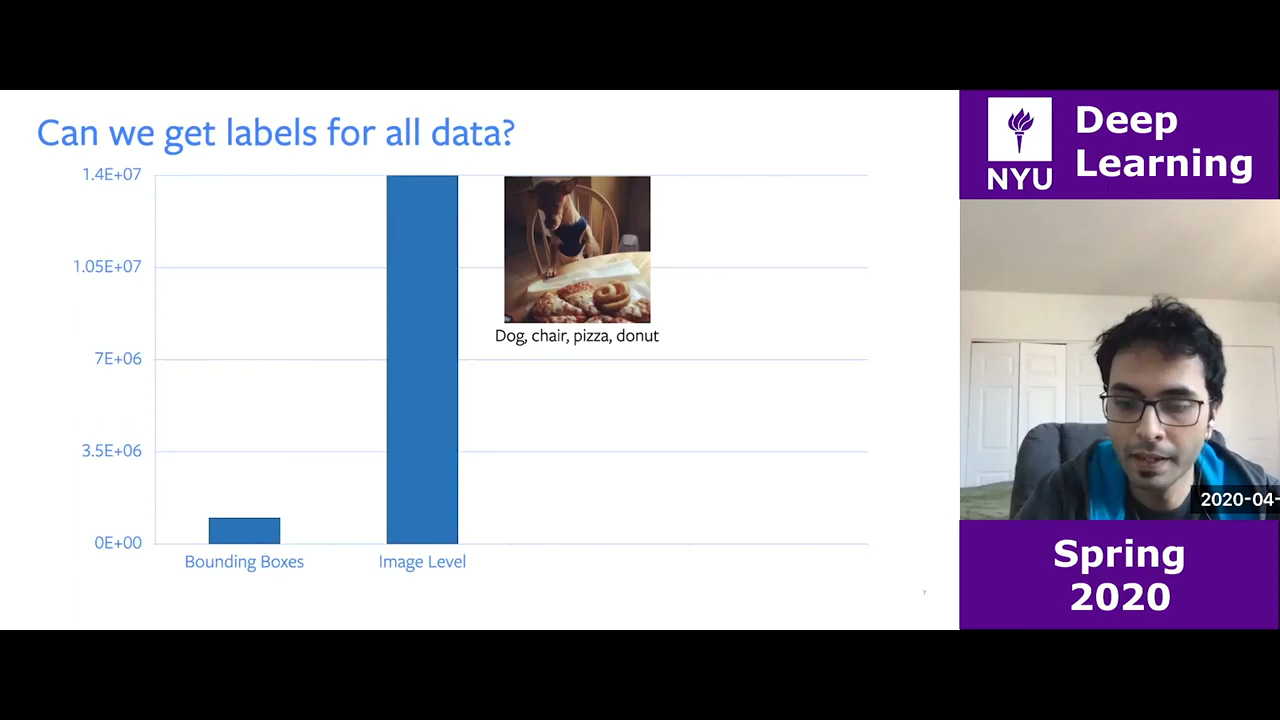 Can we get labels for all data?
1.4E+07
1.05E+07
7E+06
3.5E+06
0E+00
Bounding Boxes
Image Level
Dog, chair, pizza, donut
7
NYU
Deep
Learning
2020-04-
Spring
2020